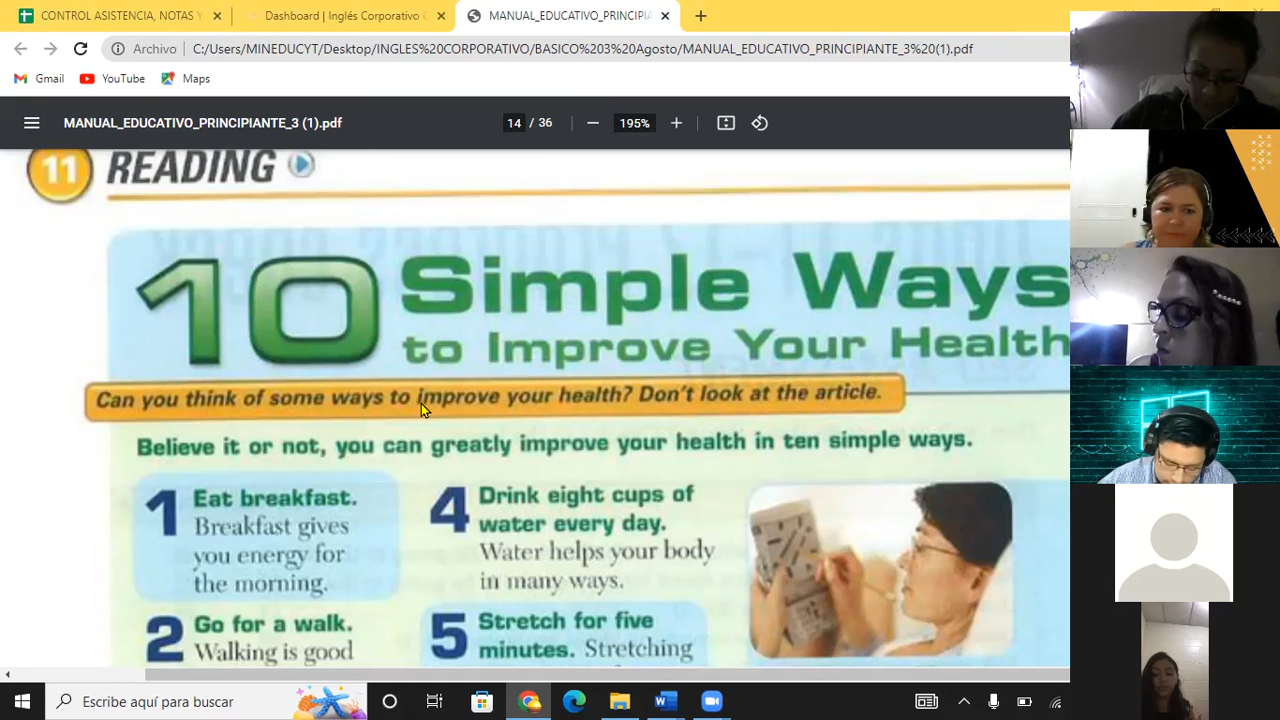 CONTROL ASISTENCIA, NOTAS Y
Dashboard | Inglés Corporativo C
MANUAL_EDUCATIVO_PRINCIPIA
Archivo
C:/Users/MINEDUCYT/Desktop/INGLES%20CORPORATIVO/BASICO%203%20Agosto/MANUAL_EDUCATIVO_PRINCIPIANTE_3%20(1).pdf
Gmail
YouTube
Maps
MANUAL_EDUCATIVO_PRINCIPIANTE_3 (1).pdf
14 / 36
195%
11 READING
10 Simple Ways
to Improve Your Health
Can you think of some ways to improve your health? Don't look at the article.
Believe it or not, you can greatly improve your health in ten simple ways.
1 Eat breakfast.
Breakfast gives
you energy for
the morning.
2 Go for a walk.
Walking is good
4 Drink eight cups of
water every day.
Water helps your body
in many ways.
5 Stretch for five
minutes. Stretching
Escribe aquí para buscar